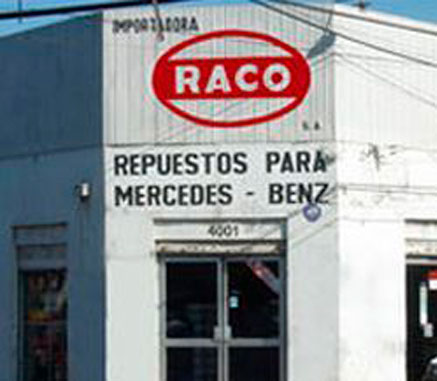 IMPORTADORA
RACO
S.A.
REPUESTOS PARA
MERCEDES - BENZ
4001